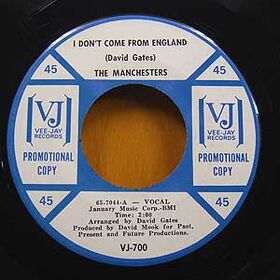 I DON'T COME FROM ENGLAND
(David Gates)
45 THE MANCHESTERS 45
VJ VJ
VEE-JAY RECORDS VEE-JAY RECORDS
PROMOTIONAL COPY PROMOTIONAL COPY
65-7044-A — VOCAL
45 January Music Corp.-BMI 45
Time: 2:00
Arranged by David Gates
Produced by David Mook for Past,
Present and Future Productions.
VJ-700